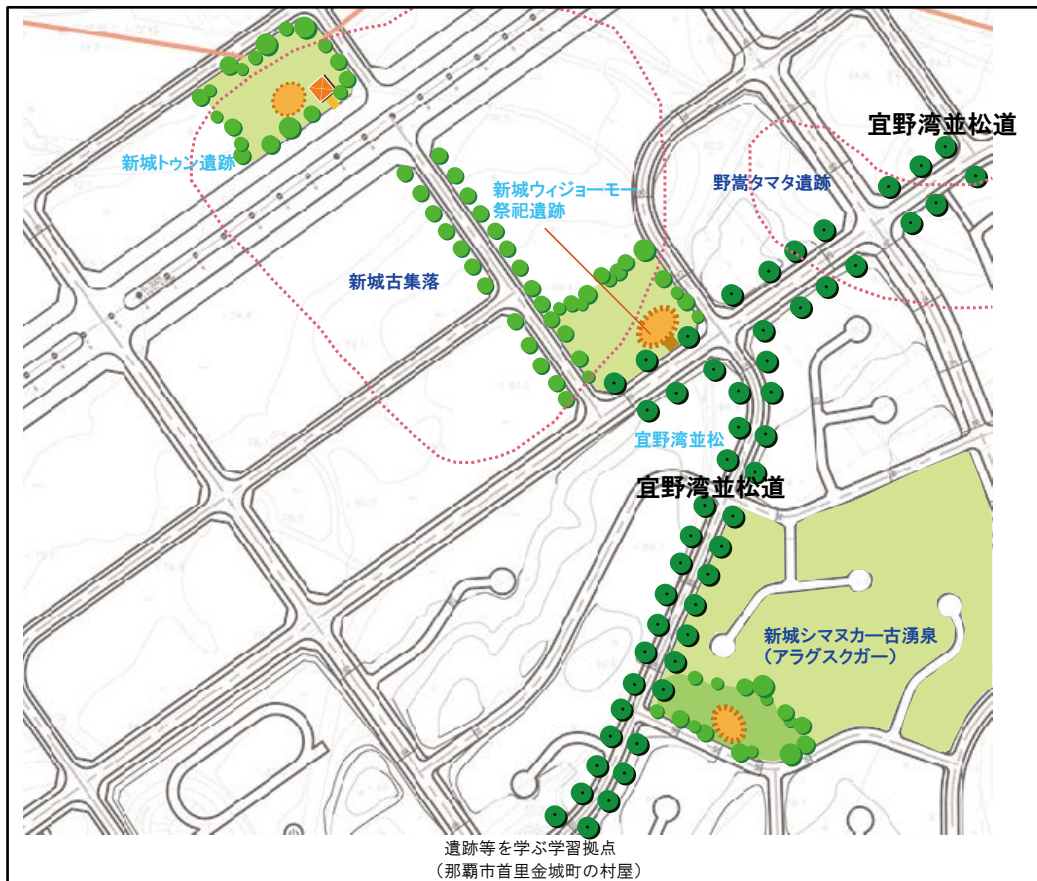 宜野湾並松道
新城トゥン遺跡
新城ウィジョーモー
祭祀遺跡
野嵩タマタ遺跡
新城古集落
宜野湾並松
宜野湾並松道
新城シマヌカー古湧泉
（アラグスクガー）
遺跡等を学ぶ学習拠点
（那覇市首里金城町の村屋）